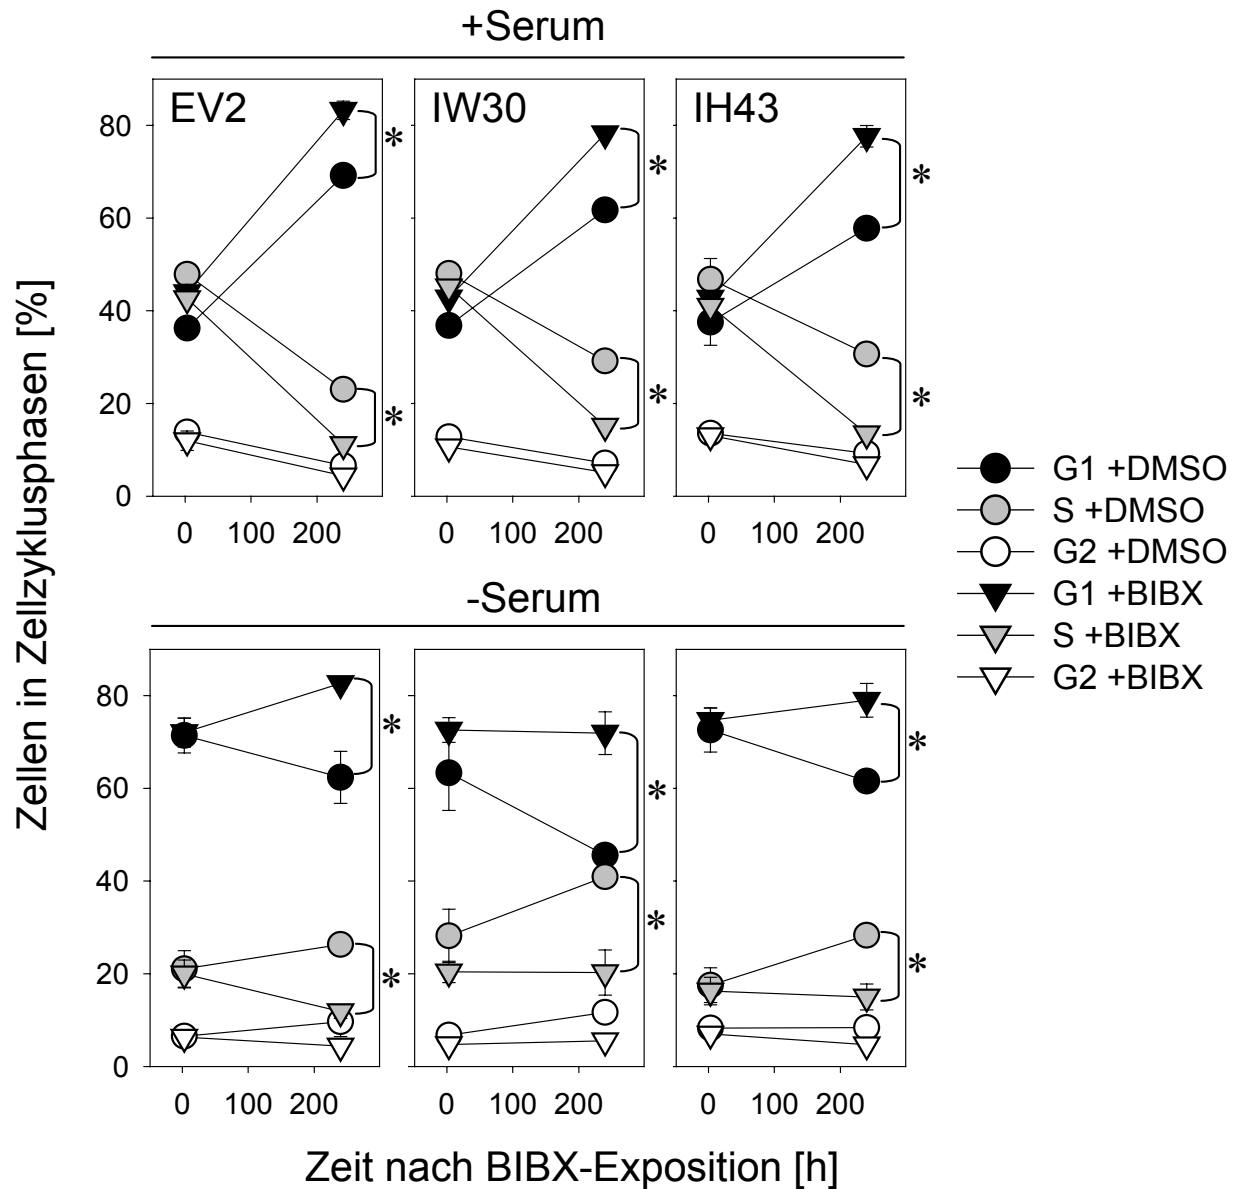 +Serum
EV2
IW30
IH43
*
*
*
*
*
*
80
60
40
20
0
0 100 200
0 100 200
0 100 200
G1 +DMSO
S +DMSO
G2 +DMSO
G1 +BIBX
S +BIBX
G2 +BIBX
Zellen in Zellzyklusphasen [%]
-Serum
*
*
*
*
*
*
80
60
40
20
0
0 100 200
0 100 200
0 100 200
Zeit nach BIBX-Exposition [h]